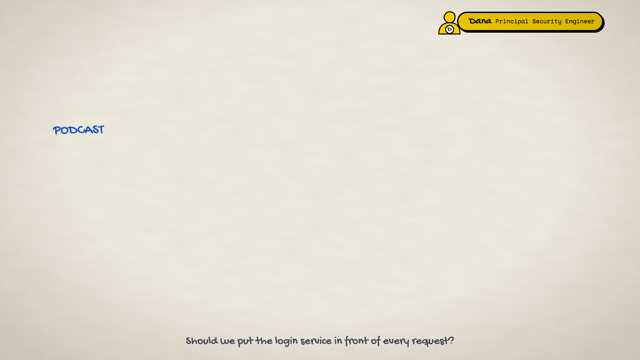 Dana Principal Security Engineer
PODCAST
Should we put the login service in front of every request?